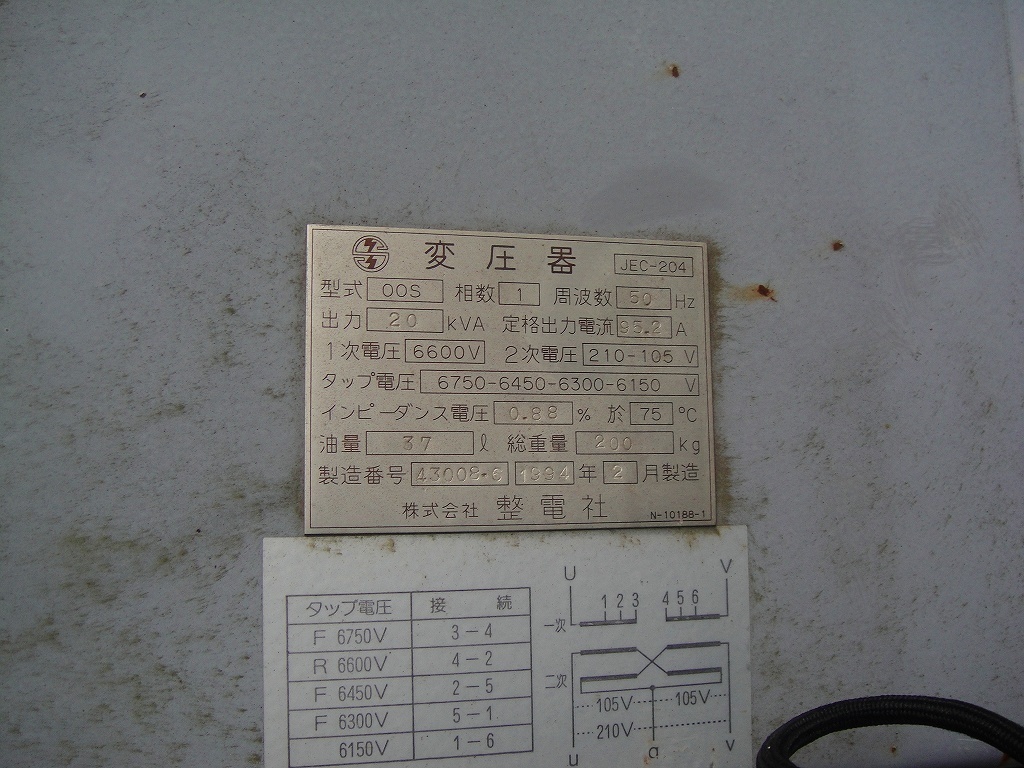 変圧器 JEC-204
型式 00S 相数 1 周波数 50 Hz
出力 20 kVA 定格出力電流 95.2 A
1次電圧 6600V 2次電圧 210-105 V
タップ電圧 6750-6450-6300-6150 V
インピーダンス電圧 0.88 % 於 75 ℃
油量 37 ℓ 総重量 200 kg
製造番号 43008-6 1994 年 2 月製造
株式会社 整電社 N-10188-1
タップ電圧 接続
F 6750V 3-4
R 6600V 4-2
F 6450V 2-5
F 6300V 5-1
6150V 1-6
U V
1 2 3 4 5 6
一次
二次
105V 105V
210V
u a v